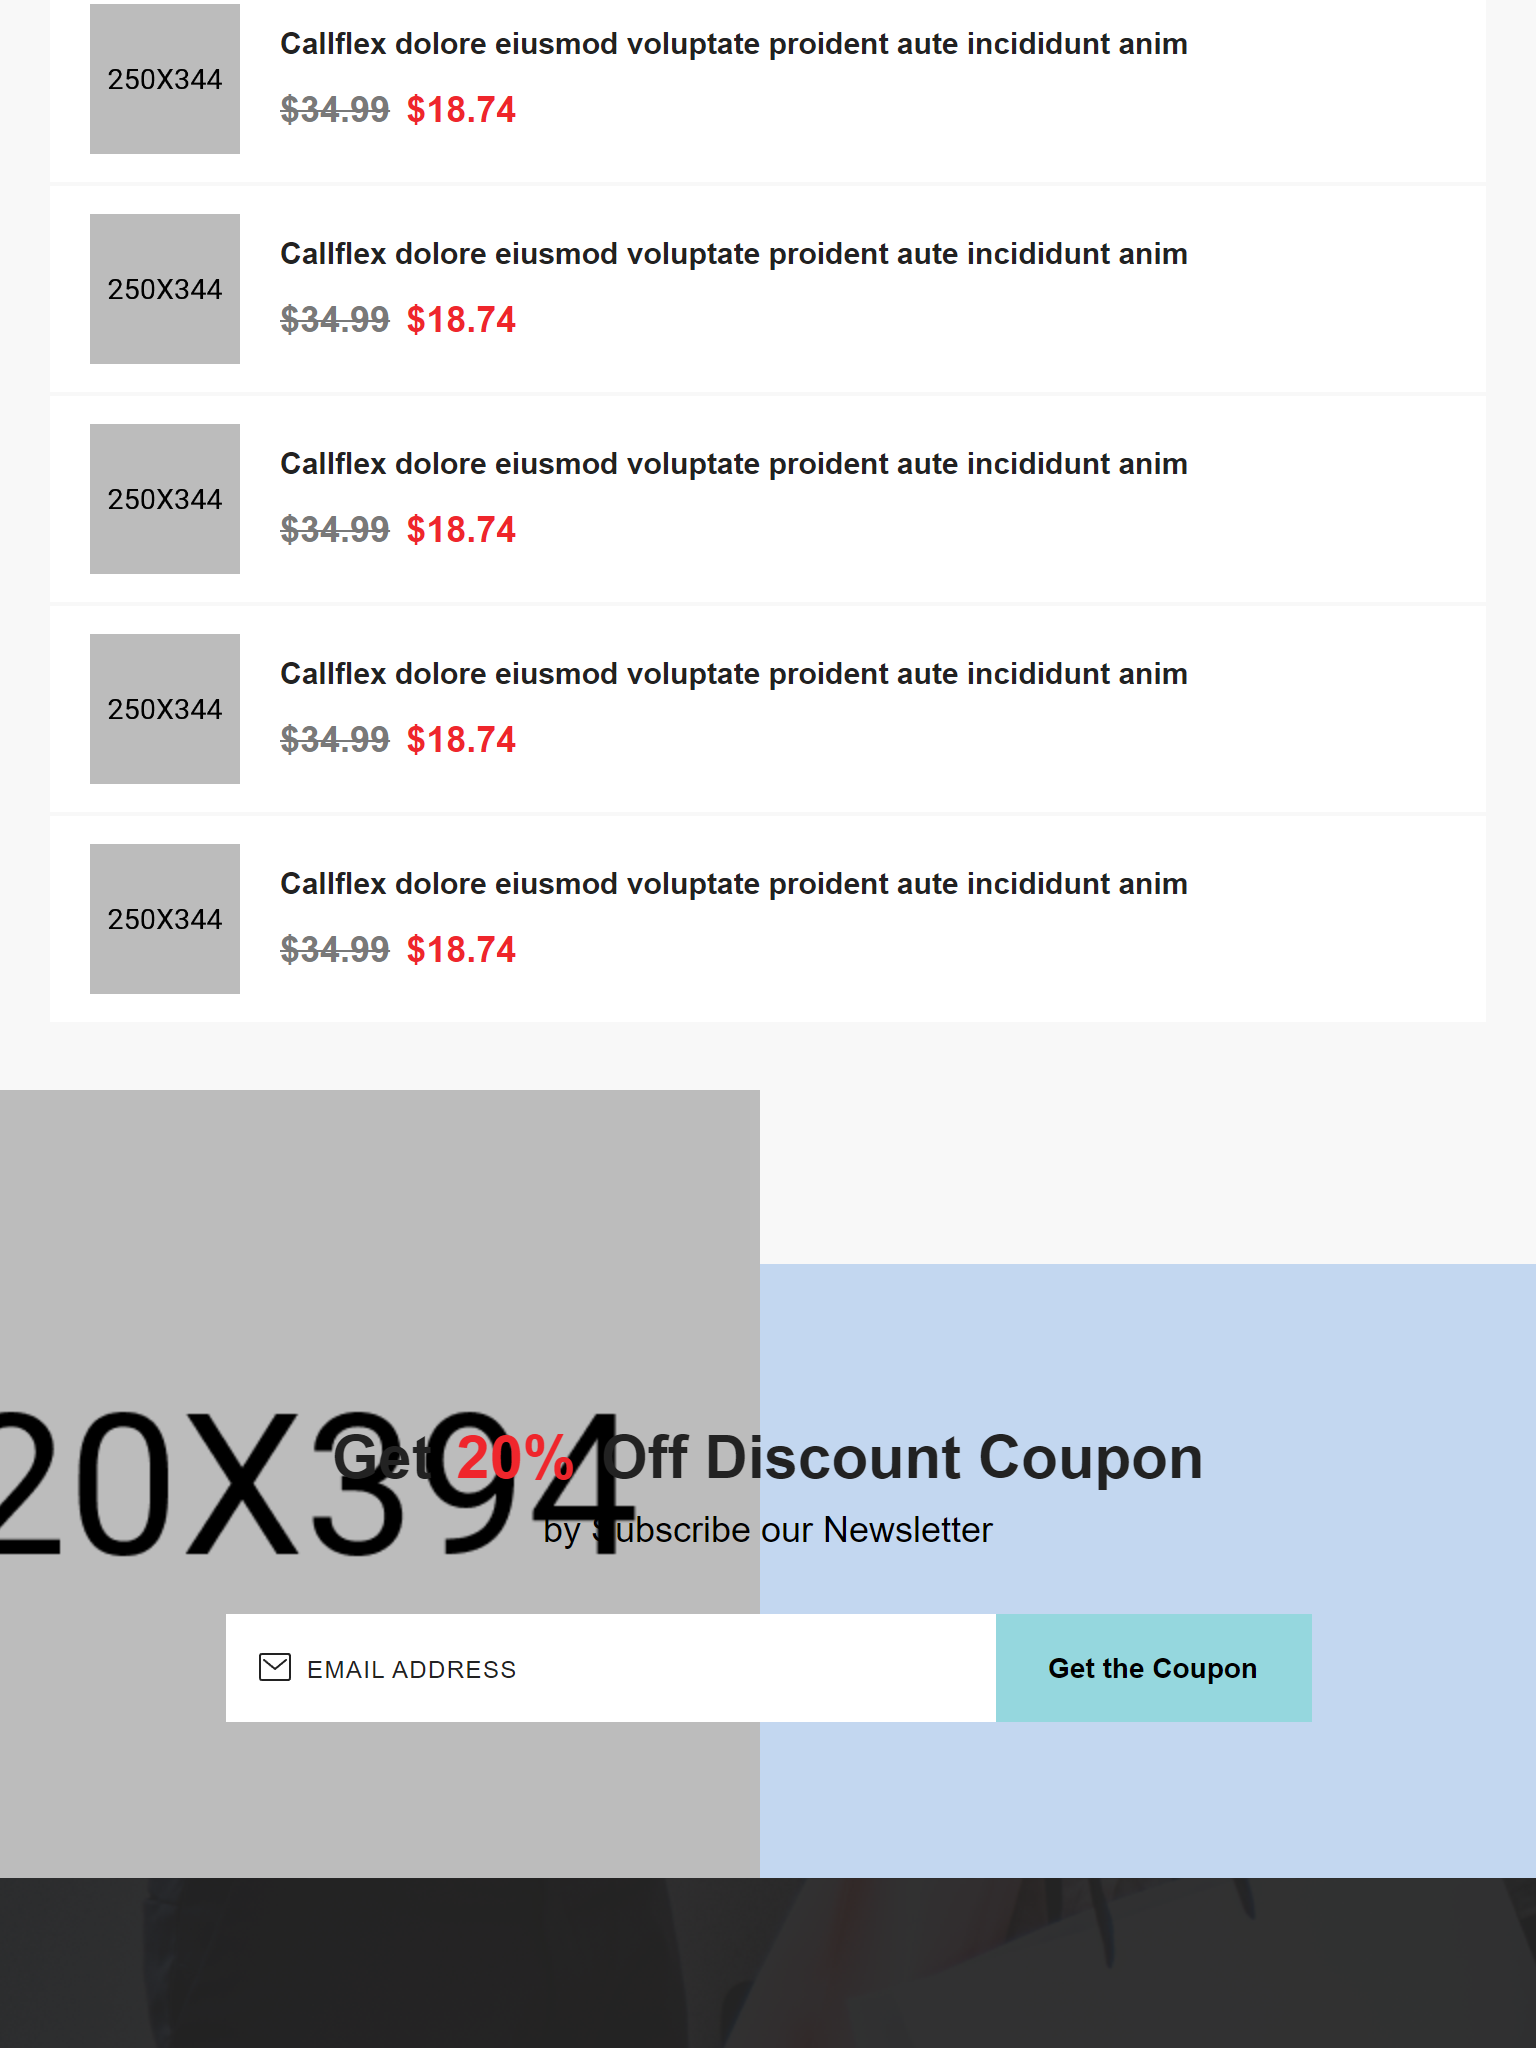 250X344
Callflex dolore eiusmod voluptate proident aute incididunt anim
$34.99 $18.74
250X344
Callflex dolore eiusmod voluptate proident aute incididunt anim
$34.99 $18.74
250X344
Callflex dolore eiusmod voluptate proident aute incididunt anim
$34.99 $18.74
250X344
Callflex dolore eiusmod voluptate proident aute incididunt anim
$34.99 $18.74
250X344
Callflex dolore eiusmod voluptate proident aute incididunt anim
$34.99 $18.74
20X394
Get 20% Off Discount Coupon
by Subscribe our Newsletter
EMAIL ADDRESS
Get the Coupon